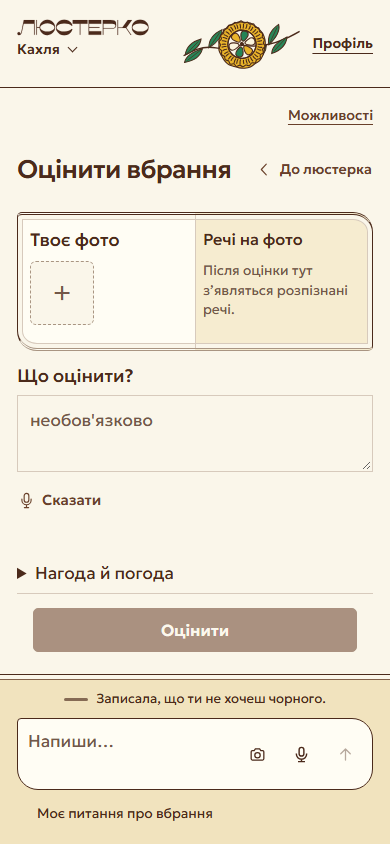 ЛЮСТЕРКО
Кахля
Профіль
Можливості
Оцінити вбрання
До люстерка
Твоє фото
Речі на фото
Після оцінки тут
з’являться розпізнані
речі.
Що оцінити?
необов'язково
Сказати
Нагода й погода
Оцінити
Записала, що ти не хочеш чорного.
Напиши...
Моє питання про вбрання